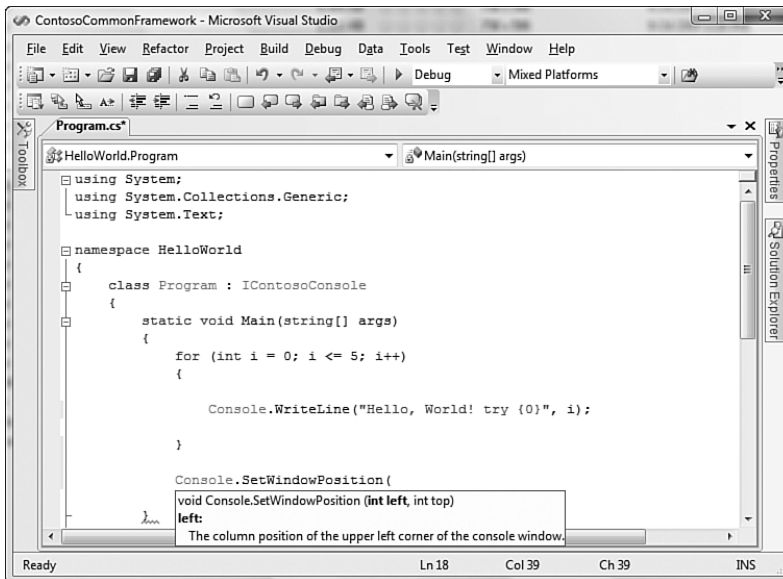 ContosoCommonFramework - Microsoft Visual Studio
File Edit View Refactor Project Build Debug Data Tools Test Window Help
Debug Mixed Platforms
Program.cs*
Toolbox
HelloWorld.Program Main(string[] args)
Properties
Solution Explorer
using System;
using System.Collections.Generic;
using System.Text;
namespace HelloWorld
{
class Program : IContosoConsole
{
static void Main(string[] args)
{
for (int i = 0; i <= 5; i++)
{
Console.WriteLine("Hello, World! try {0}", i);
}
Console.SetWindowPosition(
void Console.SetWindowPosition (int left, int top)
left:
The column position of the upper left corner of the console window.
}
Ready Ln 18 Col 39 Ch 39 INS